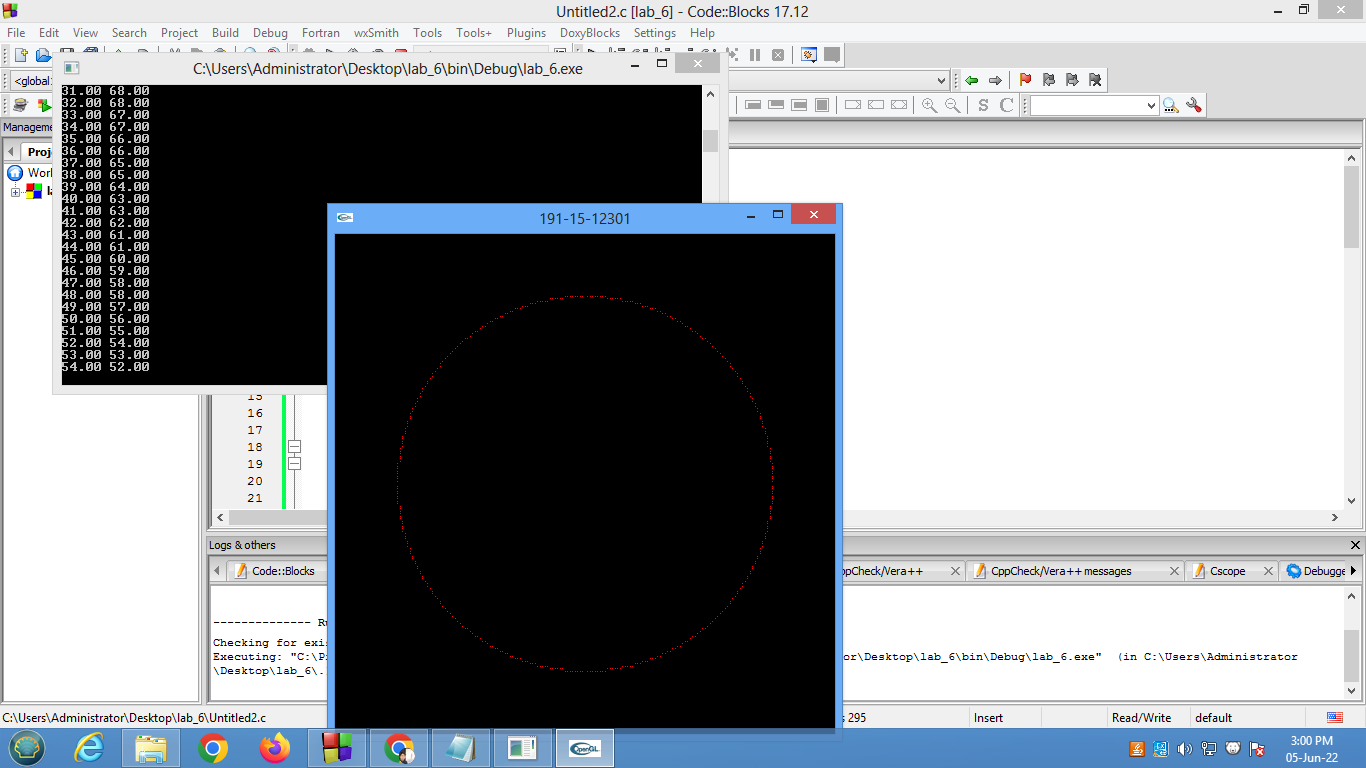 Untitled2.c [lab_6] - Code::Blocks 17.12
File Edit View Search Project Build Debug Fortran wxSmith Tools Tools+ Plugins DoxyBlocks Settings Help
C:\Users\Administrator\Desktop\lab_6\bin\Debug\lab_6.exe
<global
S C
Manageme
Proj
Work
31.00 68.00
32.00 68.00
33.00 67.00
34.00 67.00
35.00 66.00
36.00 66.00
37.00 65.00
38.00 65.00
39.00 64.00
40.00 63.00
41.00 63.00
42.00 62.00
43.00 61.00
44.00 61.00
45.00 60.00
46.00 59.00
47.00 58.00
48.00 58.00
49.00 57.00
50.00 56.00
51.00 55.00
52.00 54.00
53.00 53.00
54.00 52.00
191-15-12301
15
16
17
18
19
20
21
Logs & others
Code::Blocks
CppCheck/Vera++
CppCheck/Vera++ messages
Cscope
Debugge
-------------- Ru
Checking for exis
Executing: "C:\P
or\Desktop\lab_6\bin\Debug\lab_6.exe" (in C:\Users\Administrator
\Desktop\lab_6\.
C:\Users\Administrator\Desktop\lab_6\Untitled2.c
295
Insert
Read/Write
default
OpenGL
3:00 PM
05-Jun-22